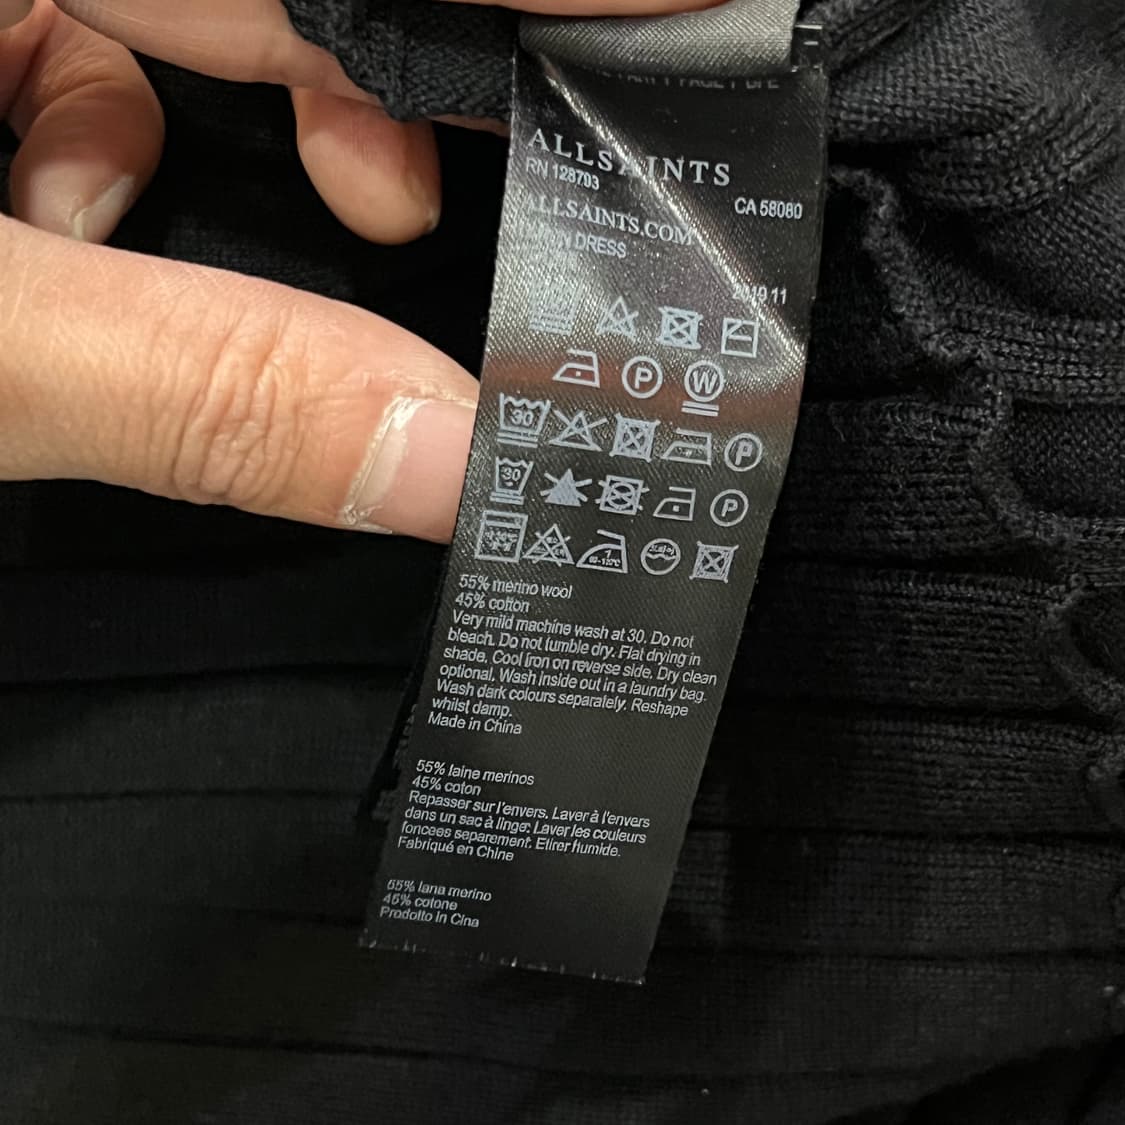 ALLSAINTS
RN 128793
CA 58080
ALLSAINTS.COM
DRESS
2019 11
P W
30 P
30 P
55% merino wool
45% cotton
Very mild machine wash at 30. Do not
bleach. Do not tumble dry. Flat drying in
shade. Cool iron on reverse side. Dry clean
optional. Wash inside out in a laundry bag.
Wash dark colours separately. Reshape
whilst damp.
Made in China
55% laine merinos
45% coton
Repasser sur l'envers. Laver à l'envers
dans un sac à linge. Laver les couleurs
foncees separement. Etirer humide.
Fabriqué en Chine
55% lana merino
45% cotone
Prodotto in Cina